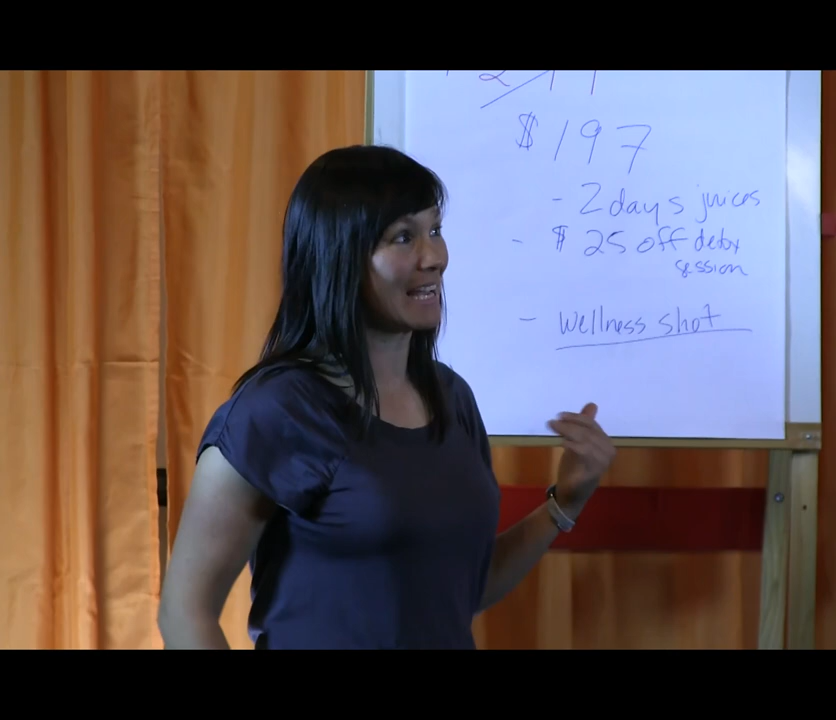 $197
- 2 days juices
- $25 off detox
session
- wellness shot